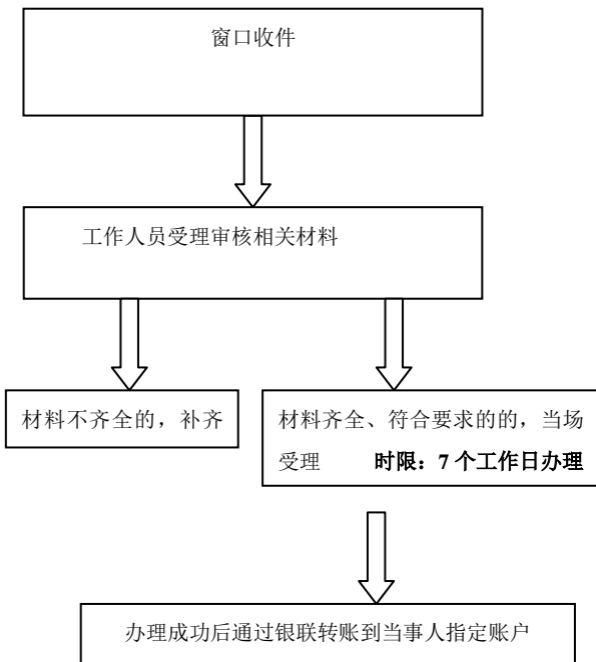 窗口收件
工作人员受理审核相关材料
材料不齐全的，补齐
材料齐全、符合要求的的，当场
受理 时限：7 个工作日办理
办理成功后通过银联转账到当事人指定账户